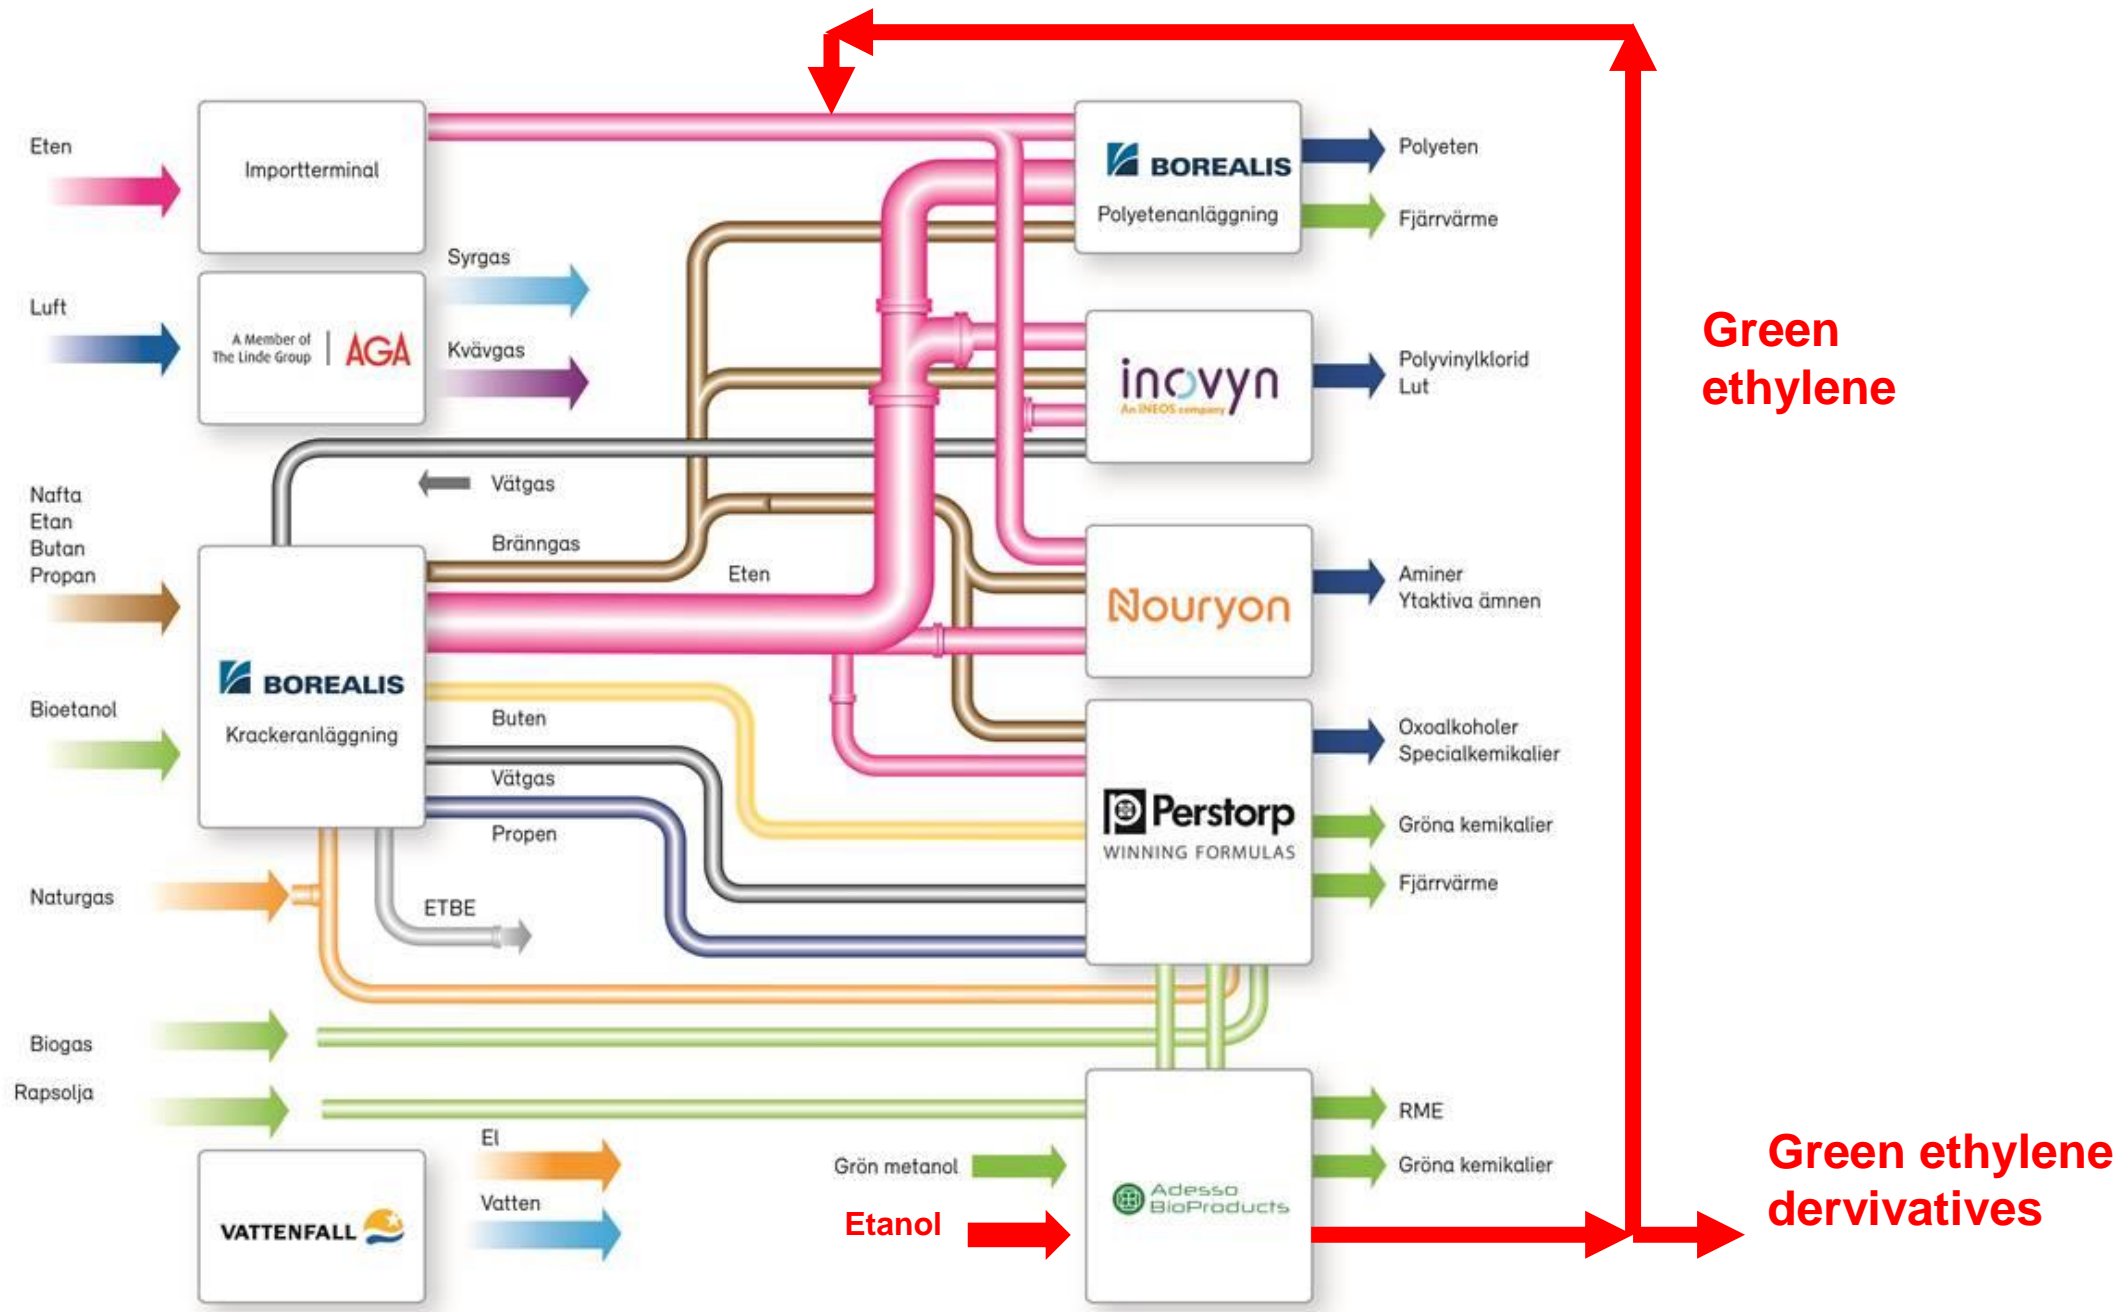 Eten
Importterminal
BOREALIS
Polyetenanläggning
Polyeten
Fjärrvärme
Luft
A Member of
The Linde Group
AGA
Syrgas
Kvävgas
inovyn
An INEOS company
Polyvinylklorid
Lut
Green
ethylene
Vätgas
Nafta
Etan
Butan
Propan
Bränngas
Eten
Nouryon
Aminer
Ytaktiva ämnen
BOREALIS
Krackeranläggning
Bioetanol
Buten
Vätgas
Propen
Perstorp
WINNING FORMULAS
Oxoalkoholer
Specialkemikalier
Gröna kemikalier
Fjärrvärme
Naturgas
ETBE
Biogas
Rapsolja
El
Vatten
VATTENFALL
Grön metanol
Etanol
Adesso
BioProducts
RME
Gröna kemikalier
Green ethylene
dervivatives